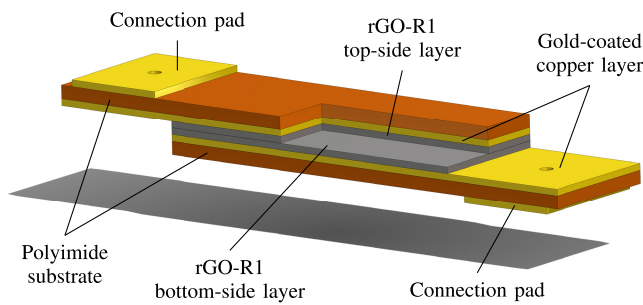 Connection pad
rGO-R1
top-side layer
Gold-coated
copper layer
Polyimide
substrate
rGO-R1
bottom-side layer
Connection pad